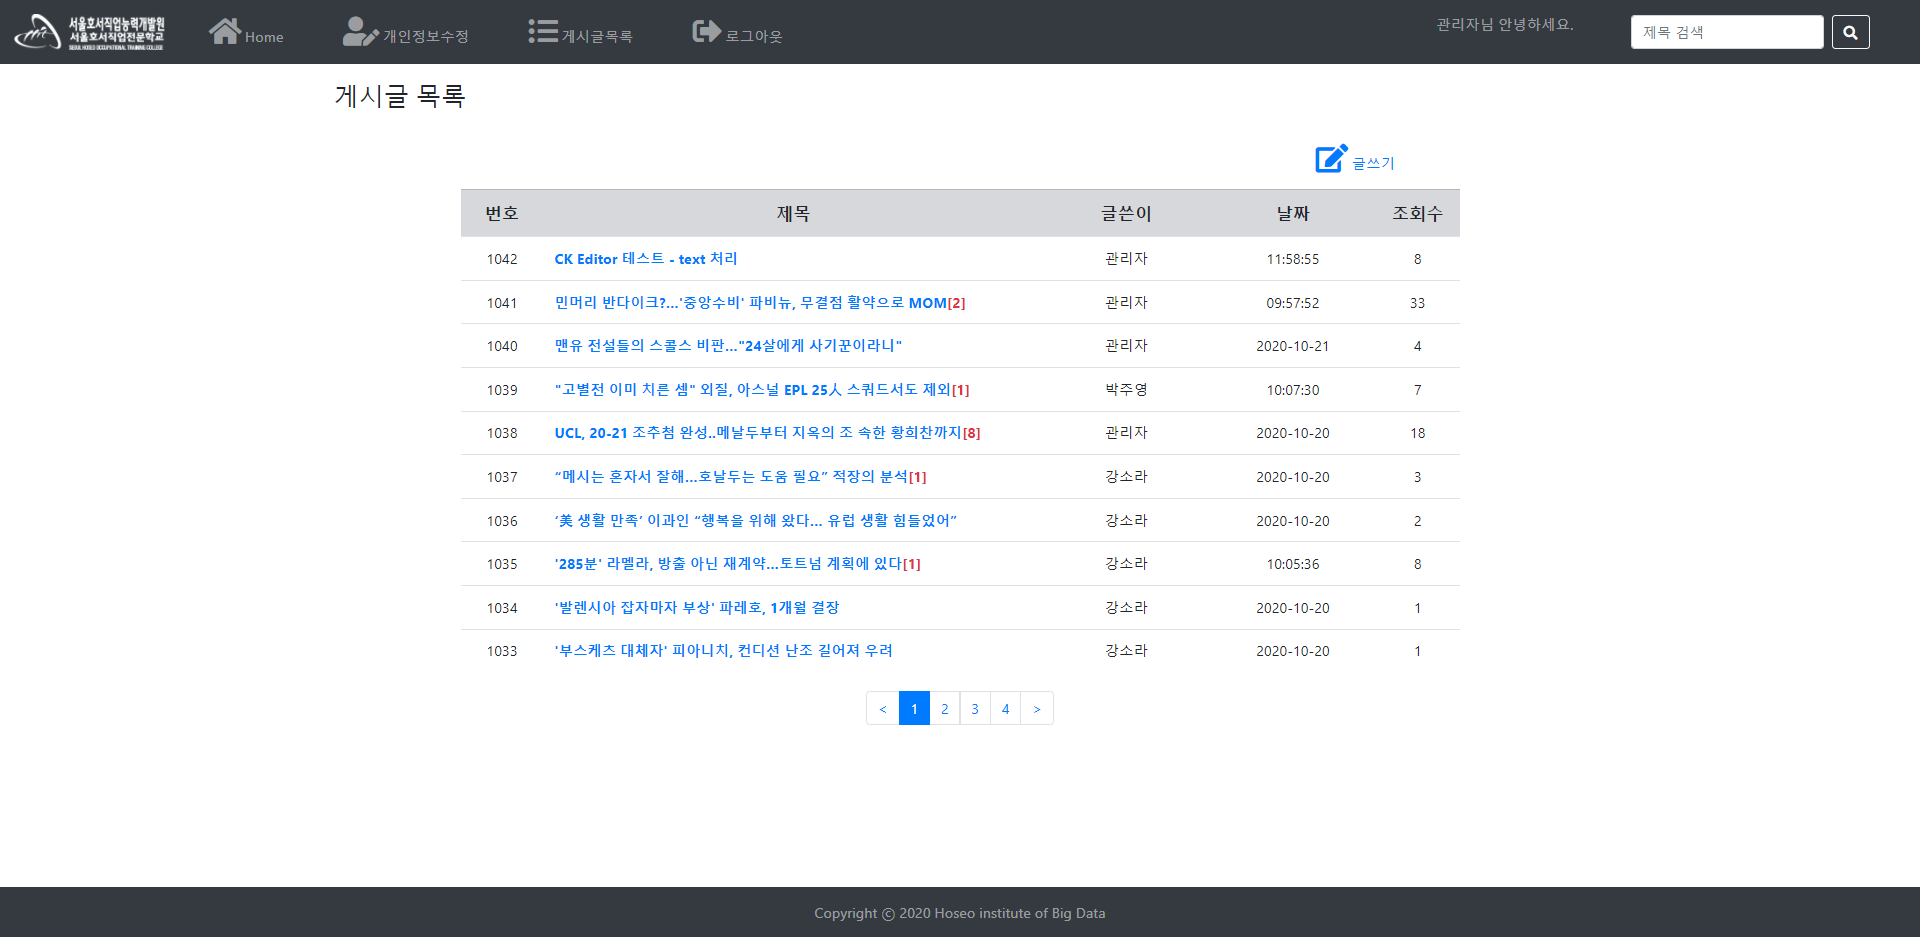 서울호서직업능력개발원
서울호서직업전문학교
SEOUL HOSEO OCCUPATIONAL TRAINING COLLEGE
Home 개인정보수정 게시글목록 로그아웃 관리자님 안녕하세요. 제목 검색
게시글 목록
글쓰기
번호 제목 글쓴이 날짜 조회수
1042 CK Editor 테스트 - text 처리 관리자 11:58:55 8
1041 민머리 반다이크?...'중앙수비' 파비뉴, 무결점 활약으로 MOM[2] 관리자 09:57:52 33
1040 맨유 전설들의 스콜스 비판..."24살에게 사기꾼이라니" 관리자 2020-10-21 4
1039 "고별전 이미 치른 셈" 외질, 아스널 EPL 25人 스쿼드서도 제외[1] 박주영 10:07:30 7
1038 UCL, 20-21 조추첨 완성..메날두부터 지옥의 조 속한 황희찬까지[8] 관리자 2020-10-20 18
1037 “메시는 혼자서 잘해...호날두는 도움 필요” 적장의 분석[1] 강소라 2020-10-20 3
1036 ‘美 생활 만족’ 이과인 “행복을 위해 왔다... 유럽 생활 힘들었어” 강소라 2020-10-20 2
1035 '285분' 라멜라, 방출 아닌 재계약...토트넘 계획에 있다[1] 강소라 10:05:36 8
1034 '발렌시아 잡자마자 부상' 파레호, 1개월 결장 강소라 2020-10-20 1
1033 '부스케츠 대체자' 피아니치, 컨디션 난조 길어져 우려 강소라 2020-10-20 1
< 1 2 3 4 >
Copyright ⓒ 2020 Hoseo institute of Big Data